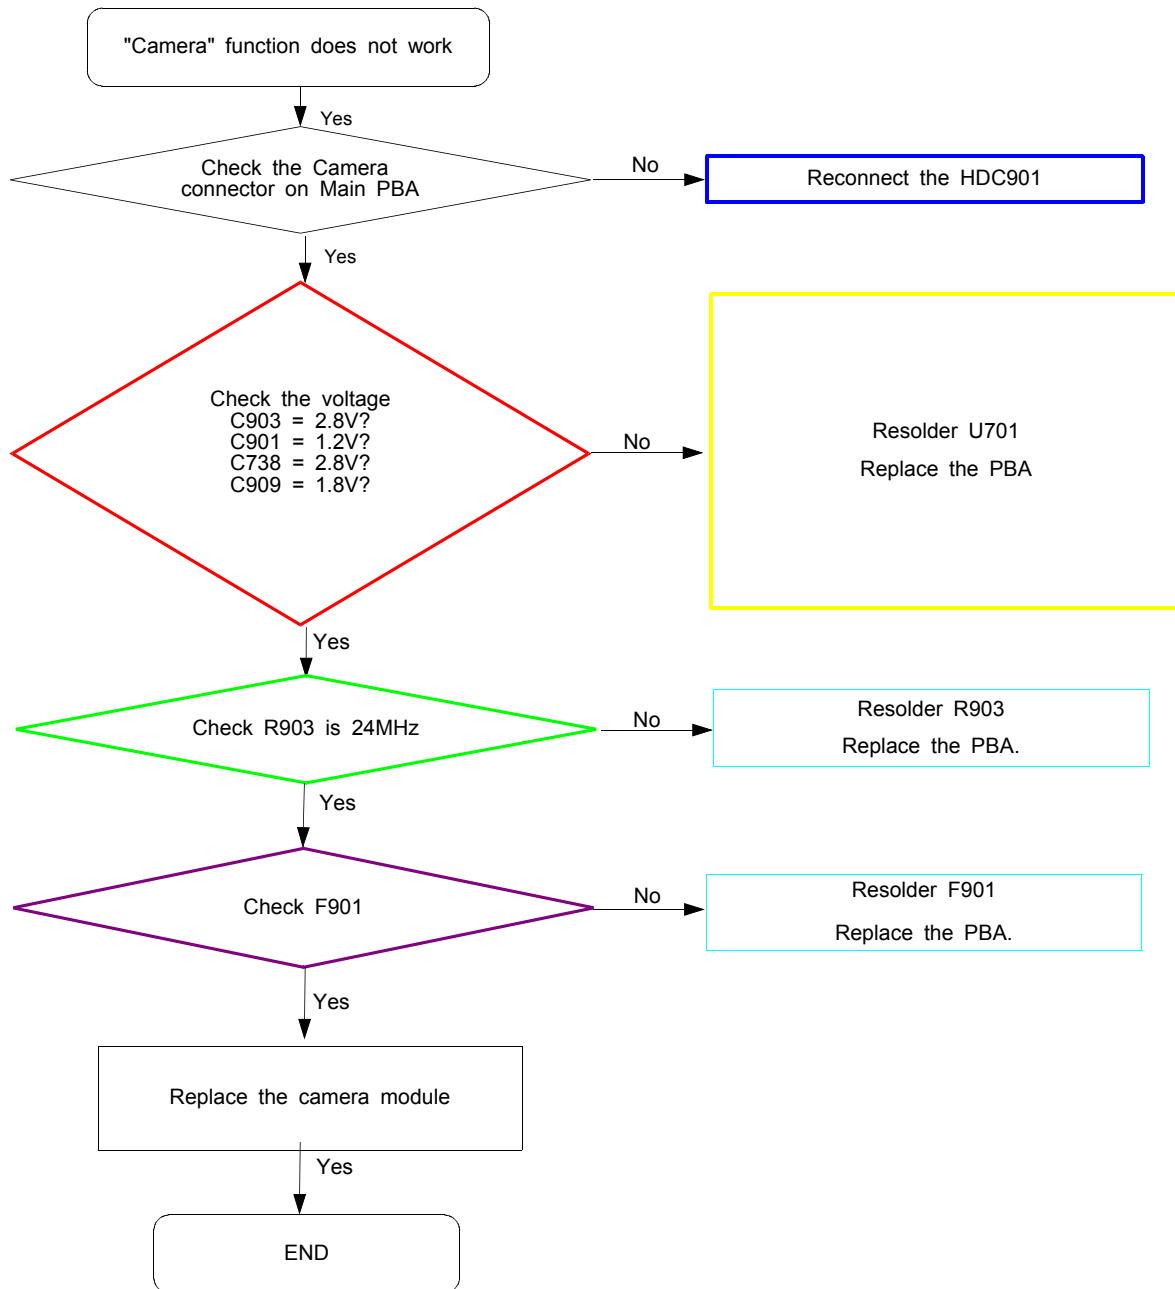 "Camera" function does not work
Yes
Check the Camera
connector on Main PBA
No
Reconnect the HDC901
Yes
Check the voltage
C903 = 2.8V?
C901 = 1.2V?
C738 = 2.8V?
C909 = 1.8V?
No
Resolder U701
Replace the PBA
Yes
Check R903 is 24MHz
No
Resolder R903
Replace the PBA.
Yes
Check F901
No
Resolder F901
Replace the PBA.
Yes
Replace the camera module
Yes
END